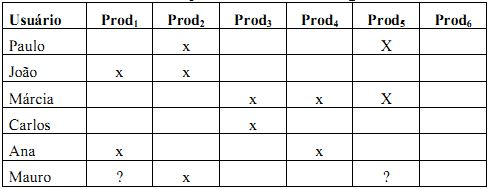 Usuário Prod1 Prod2 Prod3 Prod4 Prod5 Prod6
Paulo x X
João x x
Márcia x x X
Carlos x
Ana x x
Mauro ? x ?